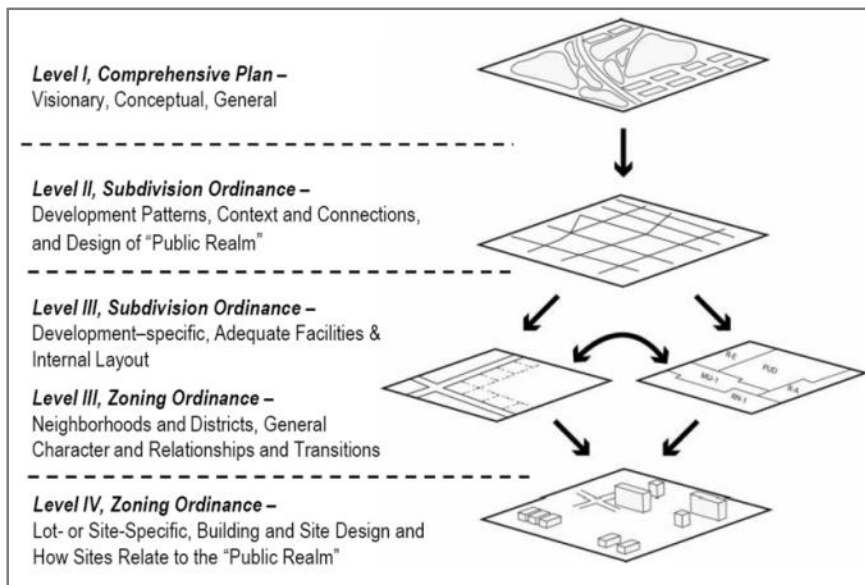 Level I, Comprehensive Plan –
Visionary, Conceptual, General
Level II, Subdivision Ordinance –
Development Patterns, Context and Connections,
and Design of “Public Realm”
Level III, Subdivision Ordinance –
Development–specific, Adequate Facilities &
Internal Layout
Level III, Zoning Ordinance –
Neighborhoods and Districts, General
Character and Relationships and Transitions
R-E
PUD
MU-1
R-A
RN-1
Level IV, Zoning Ordinance –
Lot- or Site-Specific, Building and Site Design and
How Sites Relate to the “Public Realm”